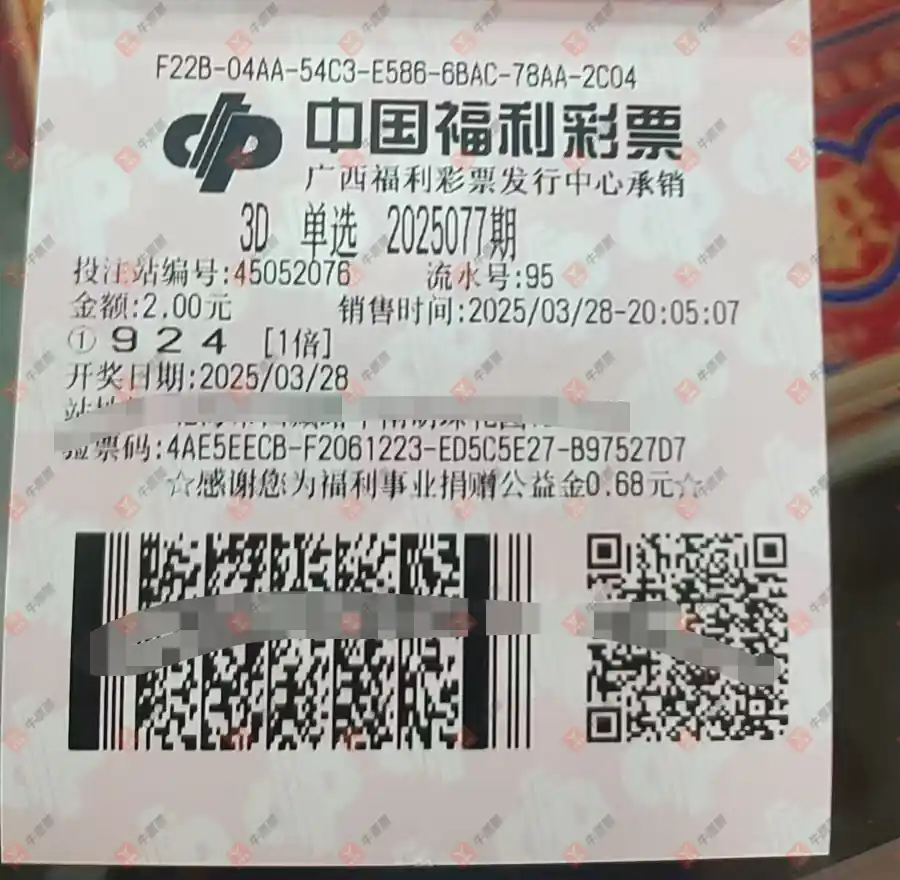 F22B-04AA-54C3-E586-6BAC-78AA-2C04
中国福利彩票
广西福利彩票发行中心承销
3D 单选 2025077期
投注站编号:45052076 流水号:95
金额:2.00元 销售时间:2025/03/28-20:05:07
① 9 2 4 [1倍]
开奖日期:2025/03/28
验票码:4AE5EECB-F2061223-ED5C5E27-B97527D7
☆感谢您为福利事业捐赠公益金0.68元☆